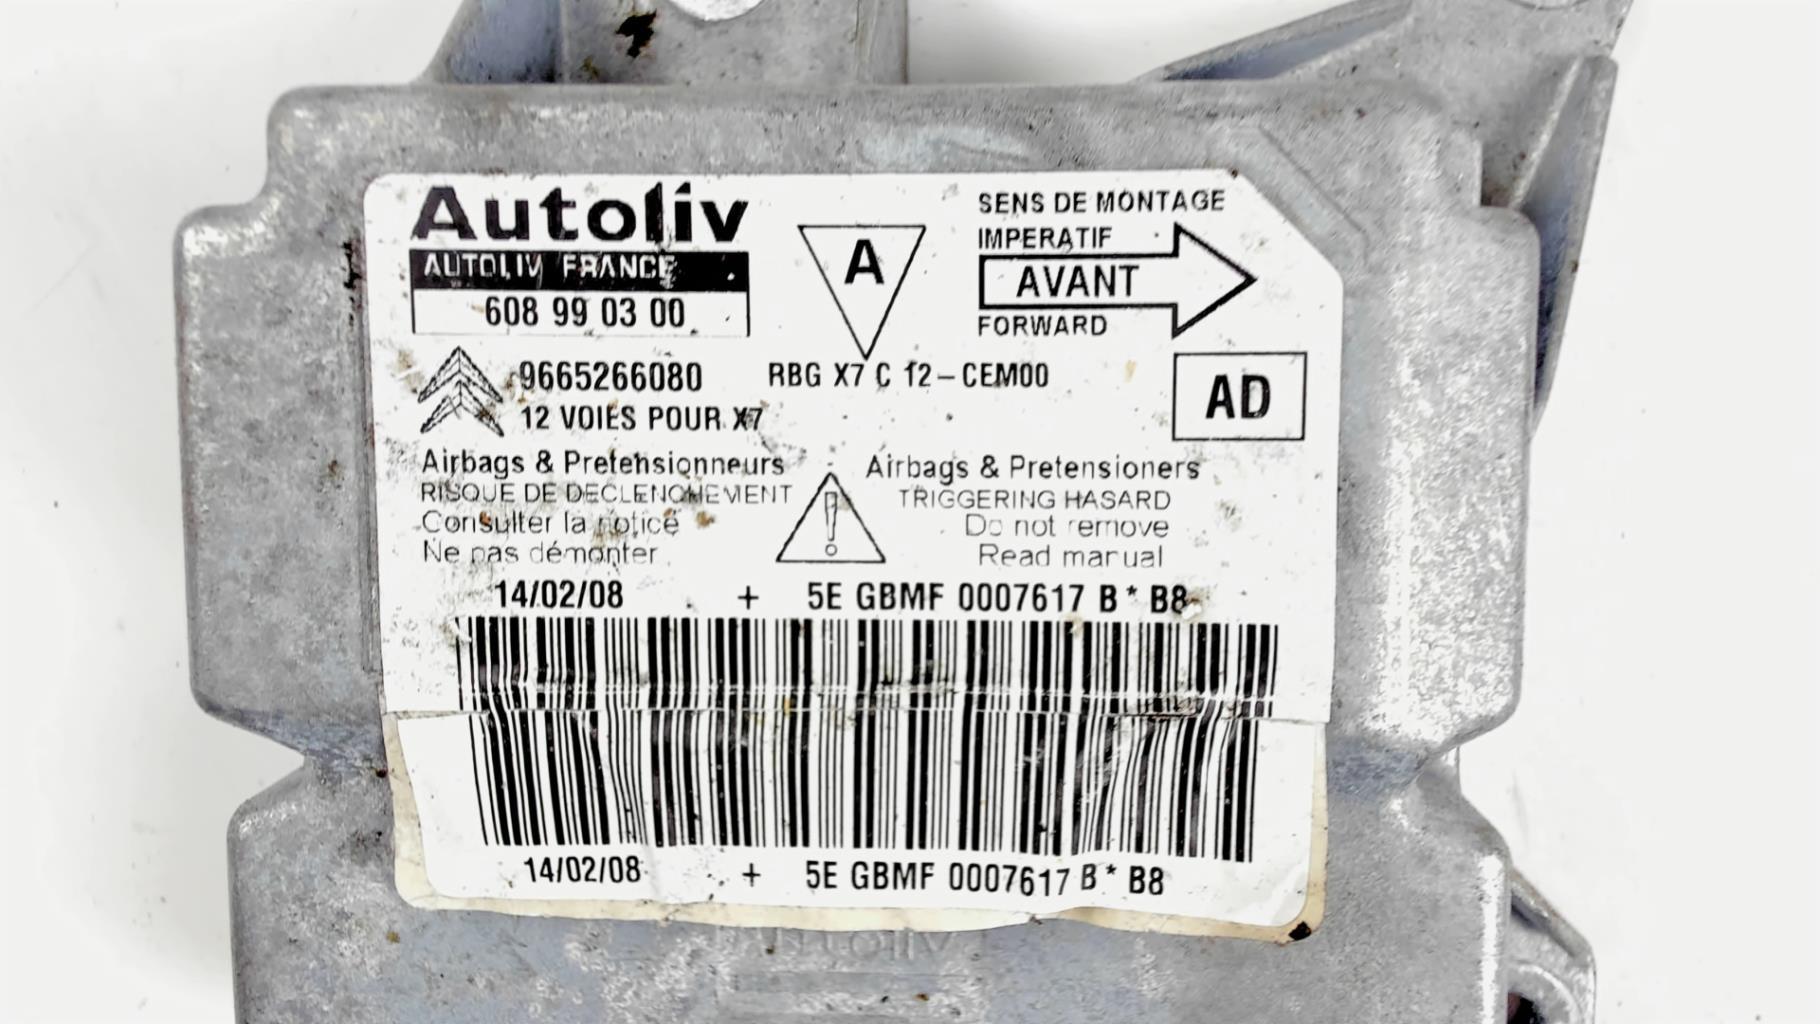 Autoliv
AUTOLIV FRANCE
608 99 03 00
A
SENS DE MONTAGE
IMPERATIF
AVANT
FORWARD
9665266080
RBG X7 C 12-CEM00
12 VOIES POUR X7
AD
Airbags & Pretensionneurs
RISQUE DE DECLENCHEMENT
Consulter la notice
Ne pas démonter
!
Airbags & Pretensioners
TRIGGERING HASARD
Do not remove
Read manual
14/02/08 + 5E GBMF 0007617 B* B8
14/02/08 + 5E GBMF 0007617 B* B8
Autoliv